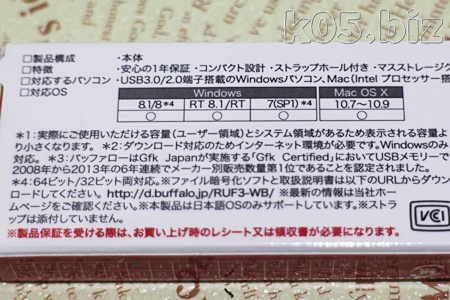 k05.biz
□製品構成 ・本体
□特徴 ・安心の1年保証・コンパクト設計・ストラップホール付き・マスストレージク
□対応するパソコン・USB3.0/2.0端子搭載のWindowsパソコン、Mac(Intel プロセッサー搭
□対応OS
Windows Mac OS X
8.1/8*4 RT 8.1/RT 7(SP1)*4 10.7～10.9
○ ○ ○ ○
*1:実際にご使用いただける容量(ユーザー領域)とシステム領域があるため表示される容量
より小さくなります。*2:ダウンロード対応のためインターネット環境が必要です。Windowsのみ
対応。*3:バッファローはGfk Japanが実施する「Gfk Certified」においてUSBメモリーで
2008年から2013年の6年連続でメーカー別販売数量第1位であることを認定されました。
*4:64ビット/32ビット両対応。※ファイル暗号化ソフトと取扱説明書は以下のURLからダウン
ロードしてください。http://d.buffalo.jp/RUF3-WB/ ※最新の情報は当社ホー
ムページをご確認ください。※本製品は日本語OSのみサポートしています。※ストラ
ップは添付していません。
※製品保証を受ける際は、お買い上げ時のレシート又は領収書が必要になります。
VCCI